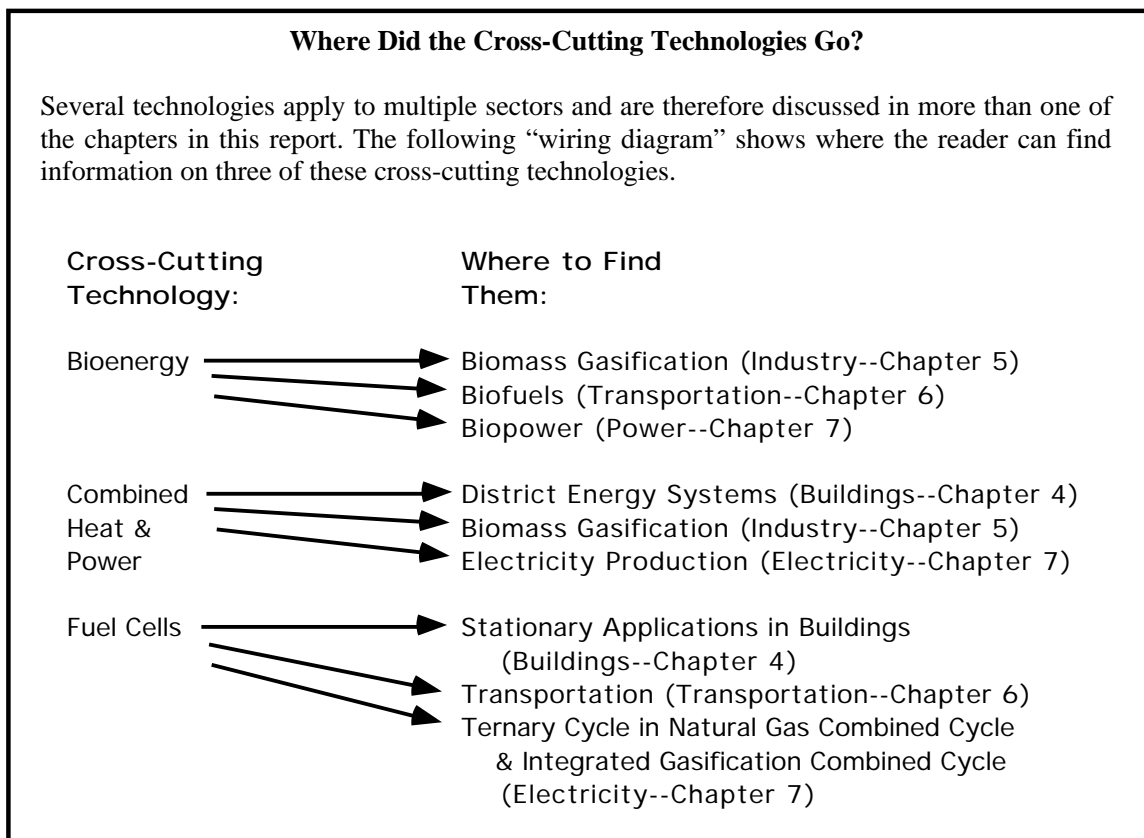 Where Did the Cross-Cutting Technologies Go?
Several technologies apply to multiple sectors and are therefore discussed in more than one of
the chapters in this report. The following “wiring diagram” shows where the reader can find
information on three of these cross-cutting technologies.
Cross-Cutting
Technology:
Where to Find
Them:
Bioenergy
Biomass Gasification (Industry--Chapter 5)
Biofuels (Transportation--Chapter 6)
Biopower (Power--Chapter 7)
Combined
Heat &
Power
District Energy Systems (Buildings--Chapter 4)
Biomass Gasification (Industry--Chapter 5)
Electricity Production (Electricity--Chapter 7)
Fuel Cells
Stationary Applications in Buildings
(Buildings--Chapter 4)
Transportation (Transportation--Chapter 6)
Ternary Cycle in Natural Gas Combined Cycle
& Integrated Gasification Combined Cycle
(Electricity--Chapter 7)